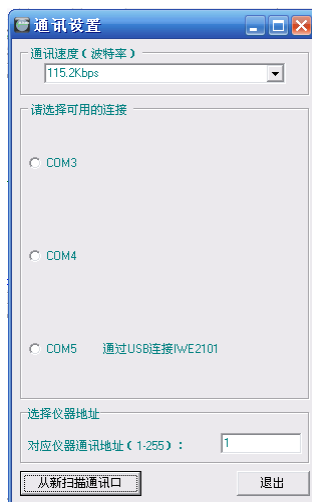 通讯设置
通讯速度(波特率)
115.2Kbps
请选择可用的连接
COM3
COM4
COM5 通过USB连接IWE2101
选择仪器地址
对应仪器通讯地址(1-255): 1
从新扫描通讯口 退出